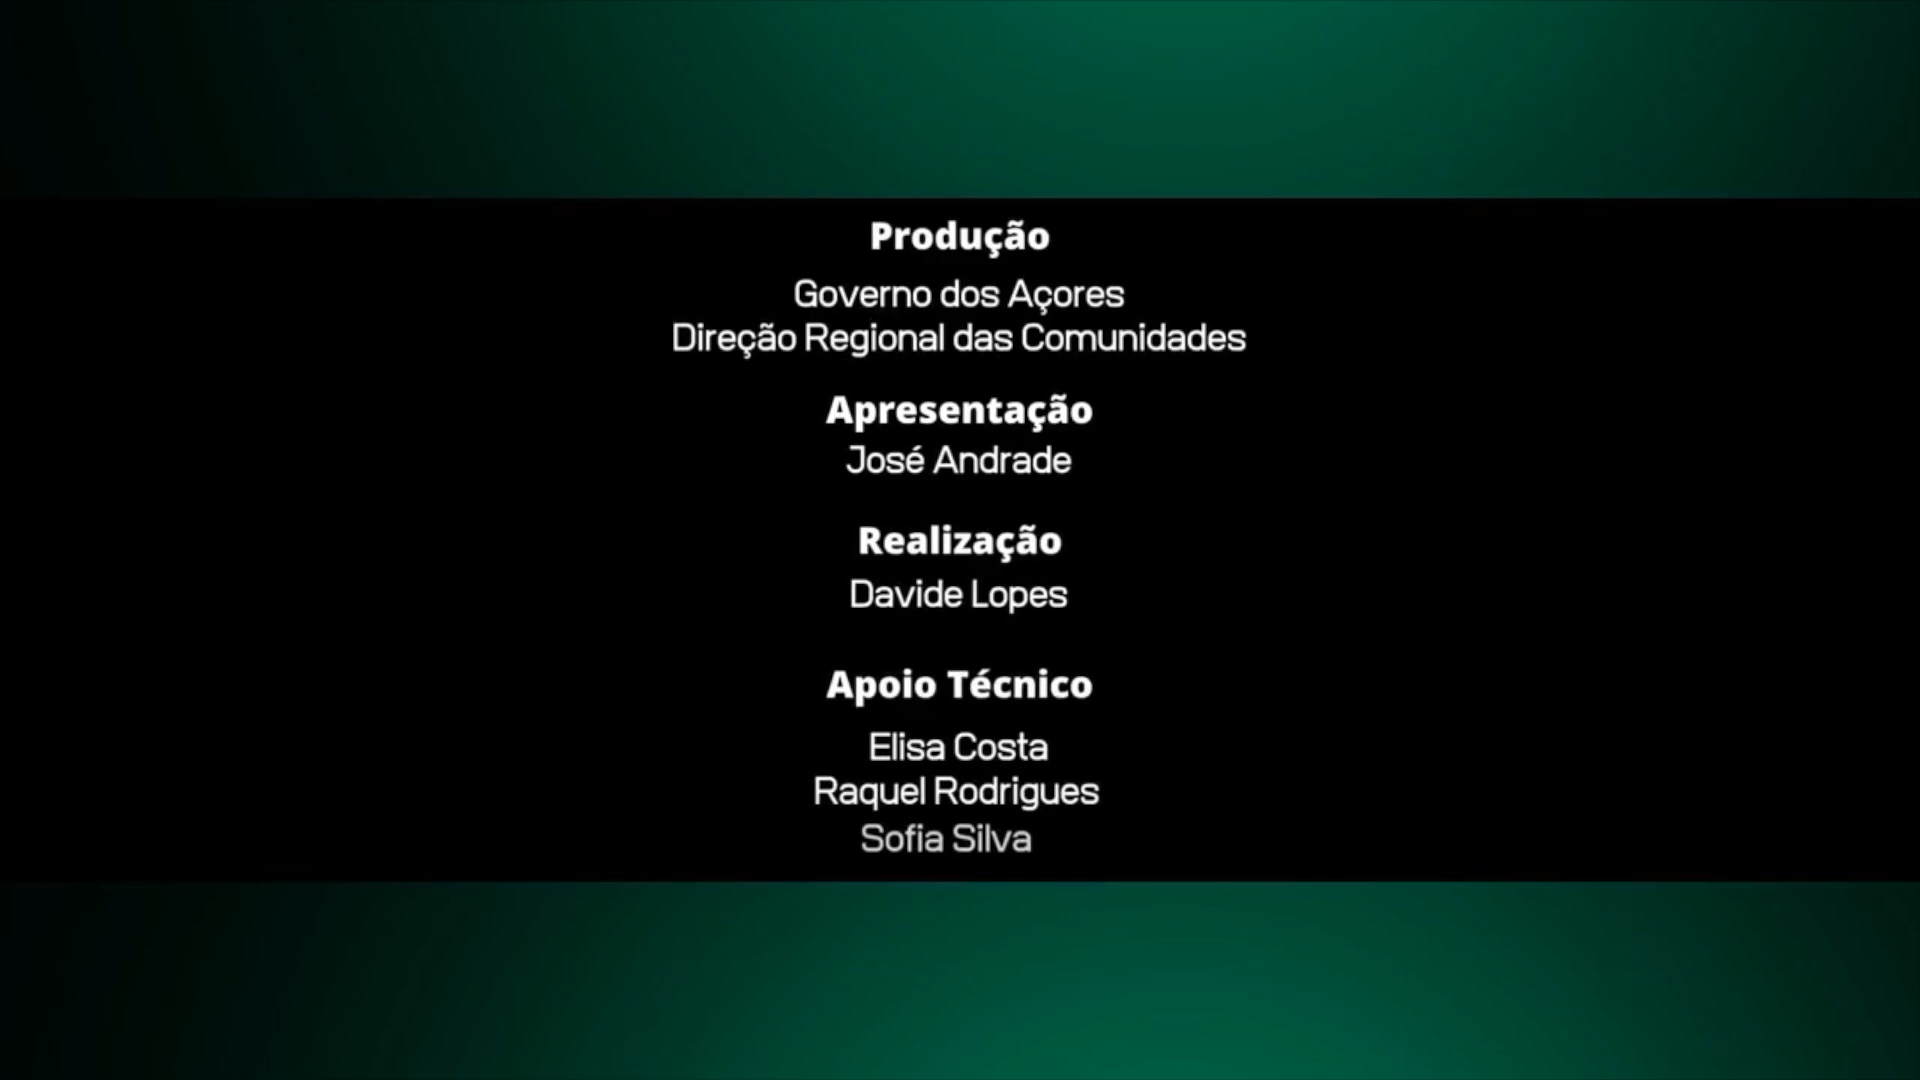 Produção
Governo dos Açores
Direção Regional das Comunidades
Apresentação
José Andrade
Realização
Davide Lopes
Apoio Técnico
Elisa Costa
Raquel Rodrigues
Sofia Silva